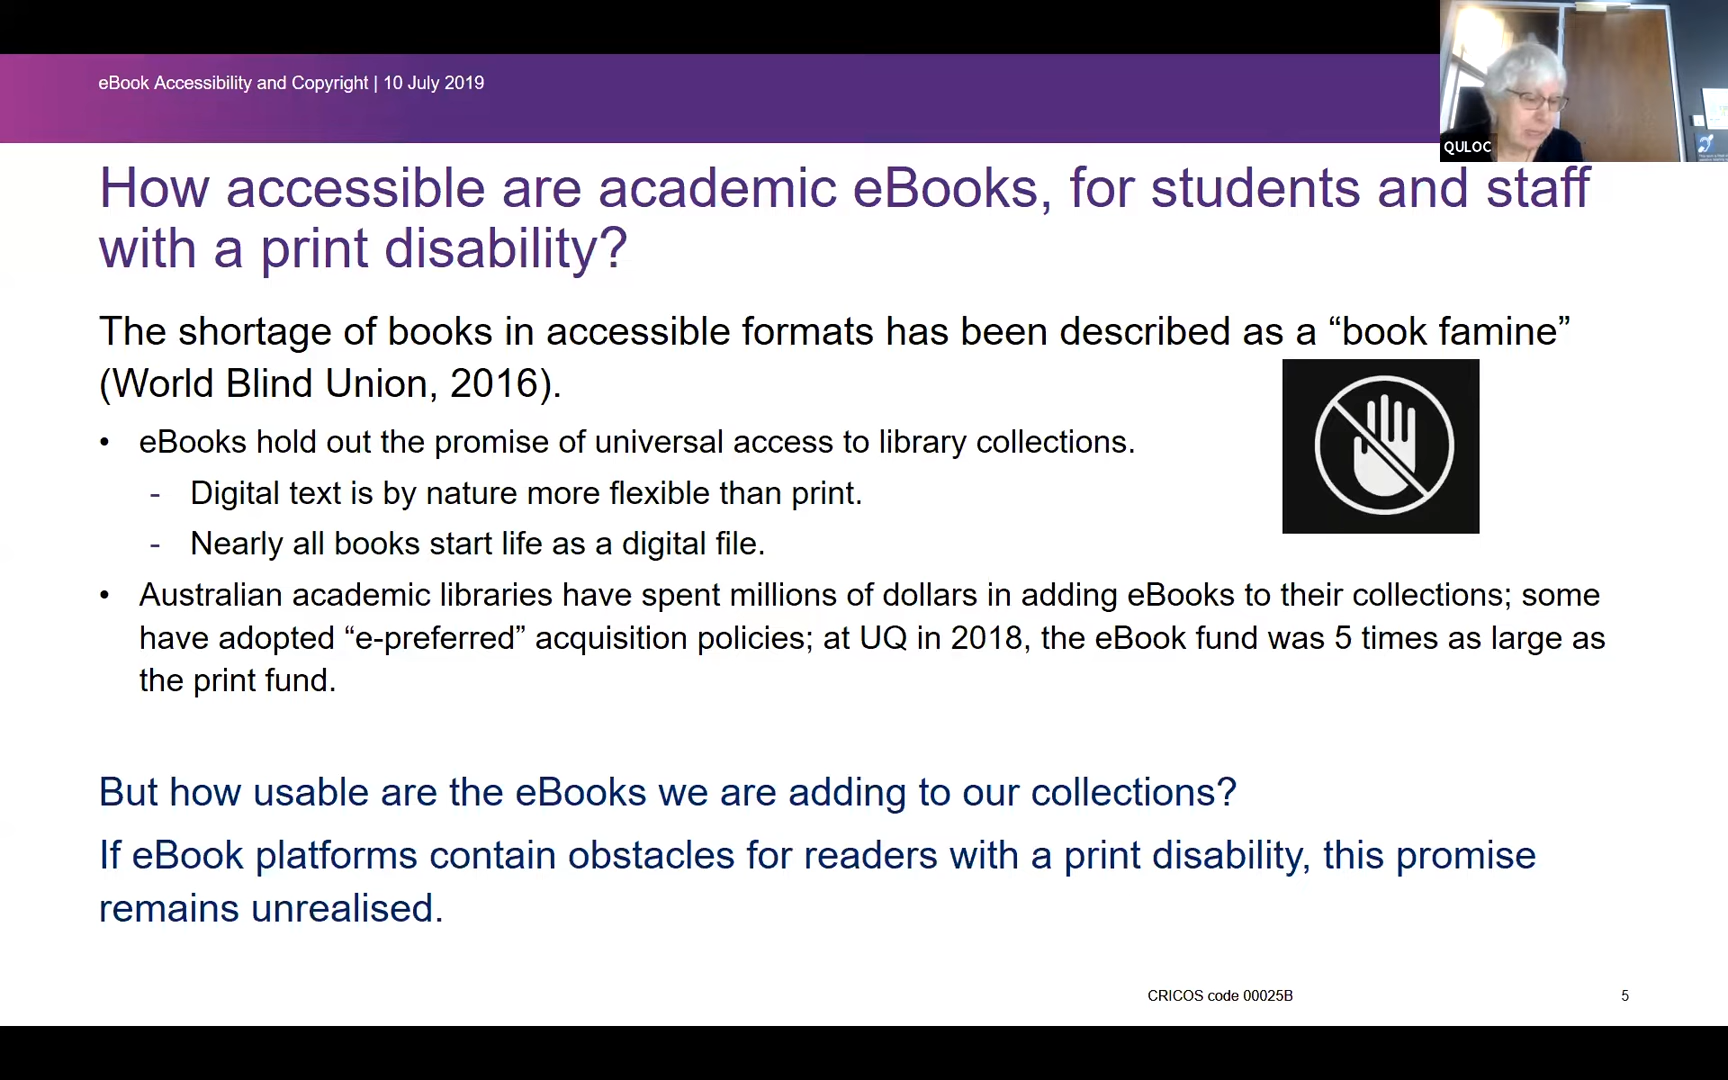 eBook Accessibility and Copyright | 10 July 2019
QULOC
How accessible are academic eBooks, for students and staff
with a print disability?
The shortage of books in accessible formats has been described as a “book famine”
(World Blind Union, 2016).
• eBooks hold out the promise of universal access to library collections.
- Digital text is by nature more flexible than print.
- Nearly all books start life as a digital file.
• Australian academic libraries have spent millions of dollars in adding eBooks to their collections; some
have adopted “e-preferred” acquisition policies; at UQ in 2018, the eBook fund was 5 times as large as
the print fund.
But how usable are the eBooks we are adding to our collections?
If eBook platforms contain obstacles for readers with a print disability, this promise
remains unrealised.
CRICOS code 00025B
5